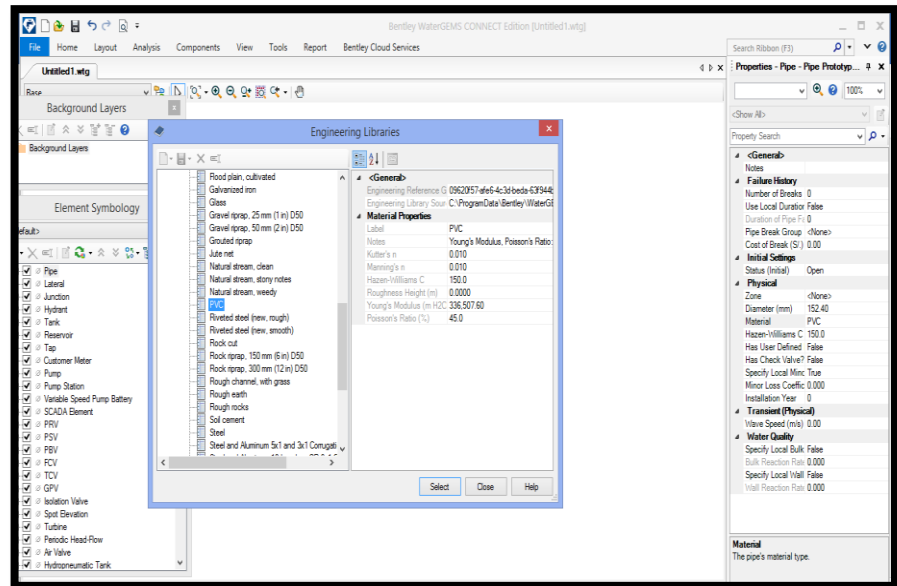 Bentley WaterGEMS CONNECT Edition [Untitled1.wtg]
File Home Layout Analysis Components View Tools Report Bentley Cloud Services
Search Ribbon (F3)
Untitled1.wtg
Properties - Pipe - Pipe Prototyp...
Base
100%
Background Layers
<Show All>
Property Search
Background Layers
Element Symbology
efault>
Pipe
Lateral
Junction
Hydrant
Tank
Reservoir
Tap
Customer Meter
Pump
Pump Station
Variable Speed Pump Battery
SCADA Element
PRV
PSV
PBV
FCV
TCV
GPV
Isolation Valve
Spot Elevation
Turbine
Periodic Head-Flow
Air Valve
Hydropneumatic Tank
Engineering Libraries
Flood plain, cultivated
Galvanized iron
Glass
Gravel riprap, 25 mm (1 in) D50
Gravel riprap, 50 mm (2 in) D50
Grouted riprap
Jute net
Natural stream, clean
Natural stream, stony notes
Natural stream, weedy
PVC
Riveted steel (new, rough)
Riveted steel (new, smooth)
Rock cut
Rock riprap, 150 mm (6 in) D50
Rock riprap, 300 mm (12 in) D50
Rough channel, with grass
Rough earth
Rough rocks
Soil cement
Steel
Steel and Aluminum 5x1 and 3x1 Corrugati
<General>
Engineering Reference G 09620f57-afe6-4c3d-beda-63f944b
Engineering Library Sour C:\ProgramData\Bentley\WaterGE
Material Properties
Label PVC
Notes Young's Modulus, Poisson's Ratio:
Kutter's n 0.010
Manning's n 0.010
Hazen-Williams C 150.0
Roughness Height (m) 0.0000
Young's Modulus (m H2C 336,507.60
Poisson's Ratio (%) 45.0
Select Close Help
<General>
Notes
Failure History
Number of Breaks 0
Use Local Duration False
Duration of Pipe Fa 0
Pipe Break Group <None>
Cost of Break (S/.) 0.00
Initial Settings
Status (Initial) Open
Physical
Zone <None>
Diameter (mm) 152.40
Material PVC
Hazen-Williams C 150.0
Has User Defined False
Has Check Valve? False
Specify Local Minc True
Minor Loss Coeffic 0.000
Installation Year 0
Transient (Physical)
Wave Speed (m/s) 0.00
Water Quality
Specify Local Bulk False
Bulk Reaction Rate 0.000
Specify Local Wall False
Wall Reaction Rate 0.000
Material
The pipe's material type.